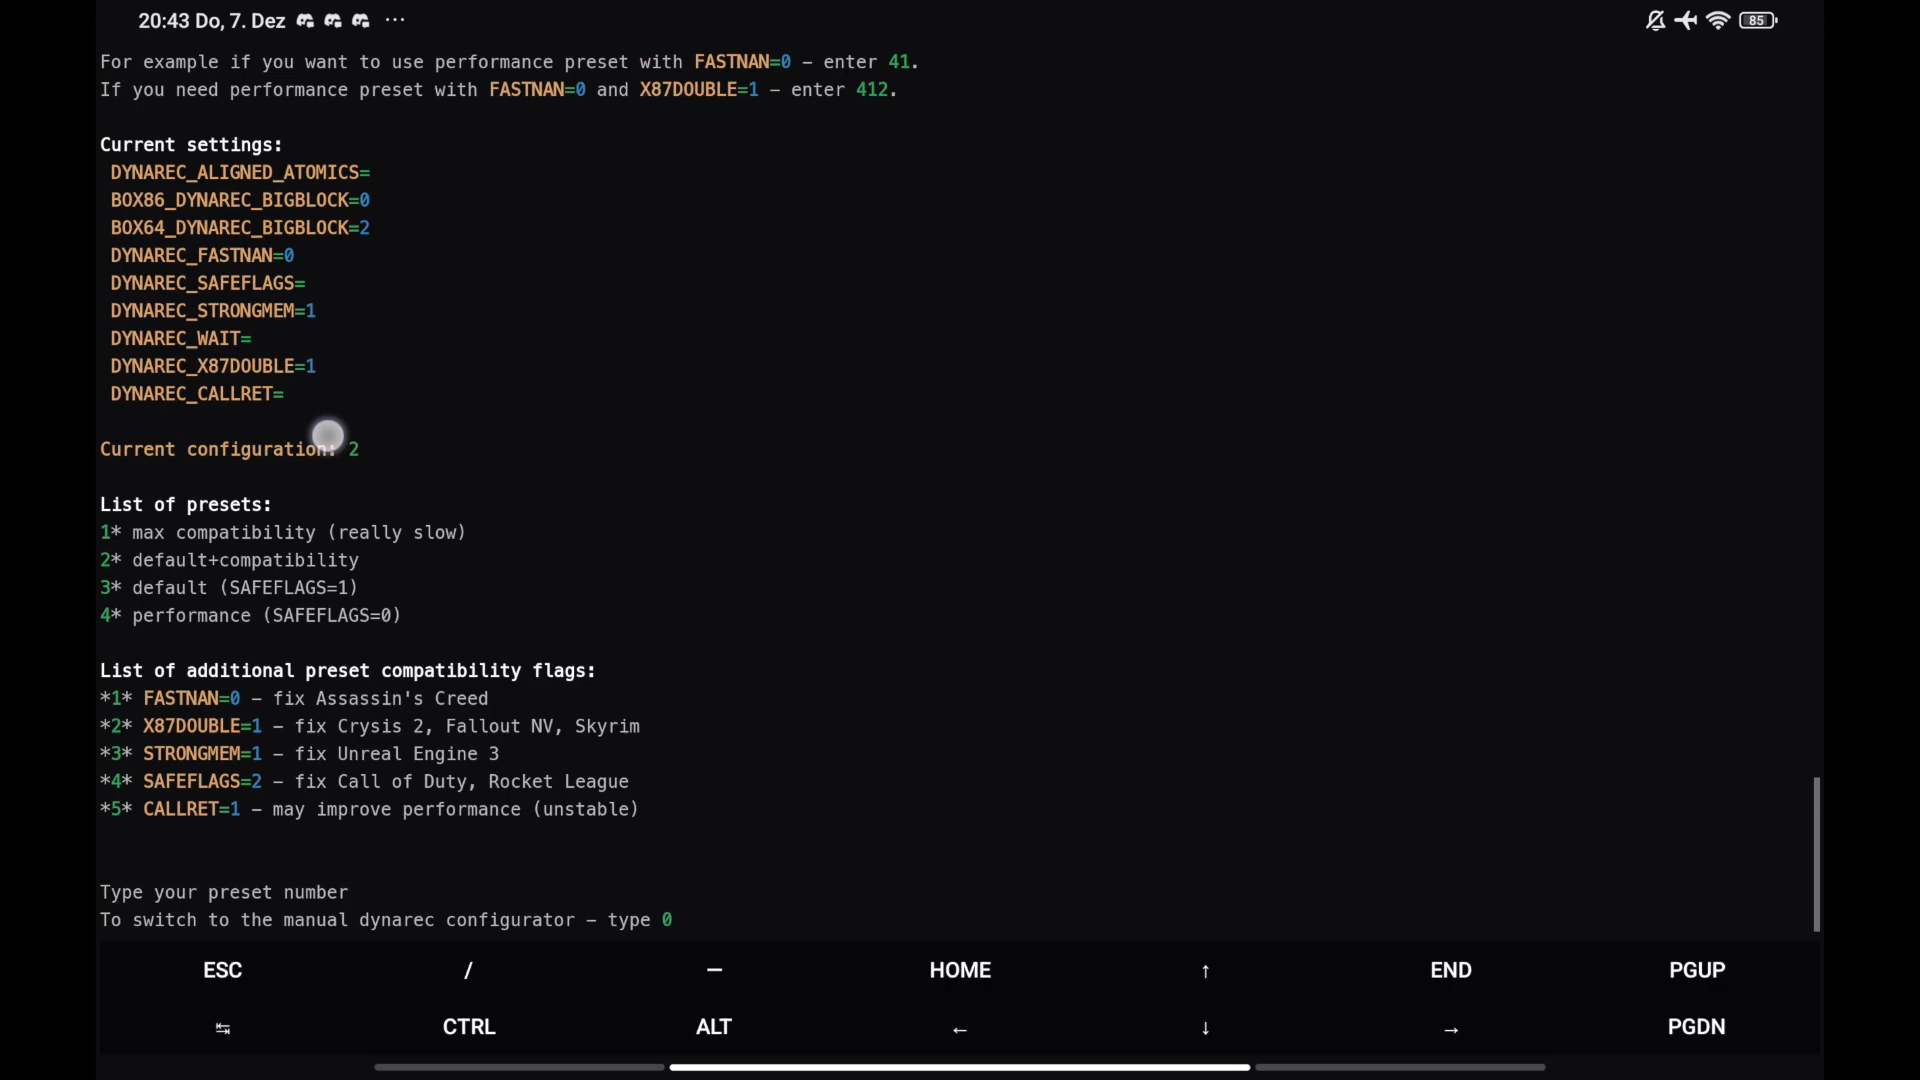 20:43 Do, 7. Dez ··· 85
For example if you want to use performance preset with FASTNAN=0 – enter 41.
If you need performance preset with FASTNAN=0 and X87DOUBLE=1 – enter 412.
Current settings:
DYNAREC_ALIGNED_ATOMICS=
BOX86_DYNAREC_BIGBLOCK=0
BOX64_DYNAREC_BIGBLOCK=2
DYNAREC_FASTNAN=0
DYNAREC_SAFEFLAGS=
DYNAREC_STRONGMEM=1
DYNAREC_WAIT=
DYNAREC_X87DOUBLE=1
DYNAREC_CALLRET=
Current configuration: 2
List of presets:
1* max compatibility (really slow)
2* default+compatibility
3* default (SAFEFLAGS=1)
4* performance (SAFEFLAGS=0)
List of additional preset compatibility flags:
*1* FASTNAN=0 – fix Assassin's Creed
*2* X87DOUBLE=1 – fix Crysis 2, Fallout NV, Skyrim
*3* STRONGMEM=1 – fix Unreal Engine 3
*4* SAFEFLAGS=2 – fix Call of Duty, Rocket League
*5* CALLRET=1 – may improve performance (unstable)
Type your preset number
To switch to the manual dynarec configurator – type 0
ESC / — HOME ↑ END PGUP
↹ CTRL ALT ← ↓ → PGDN